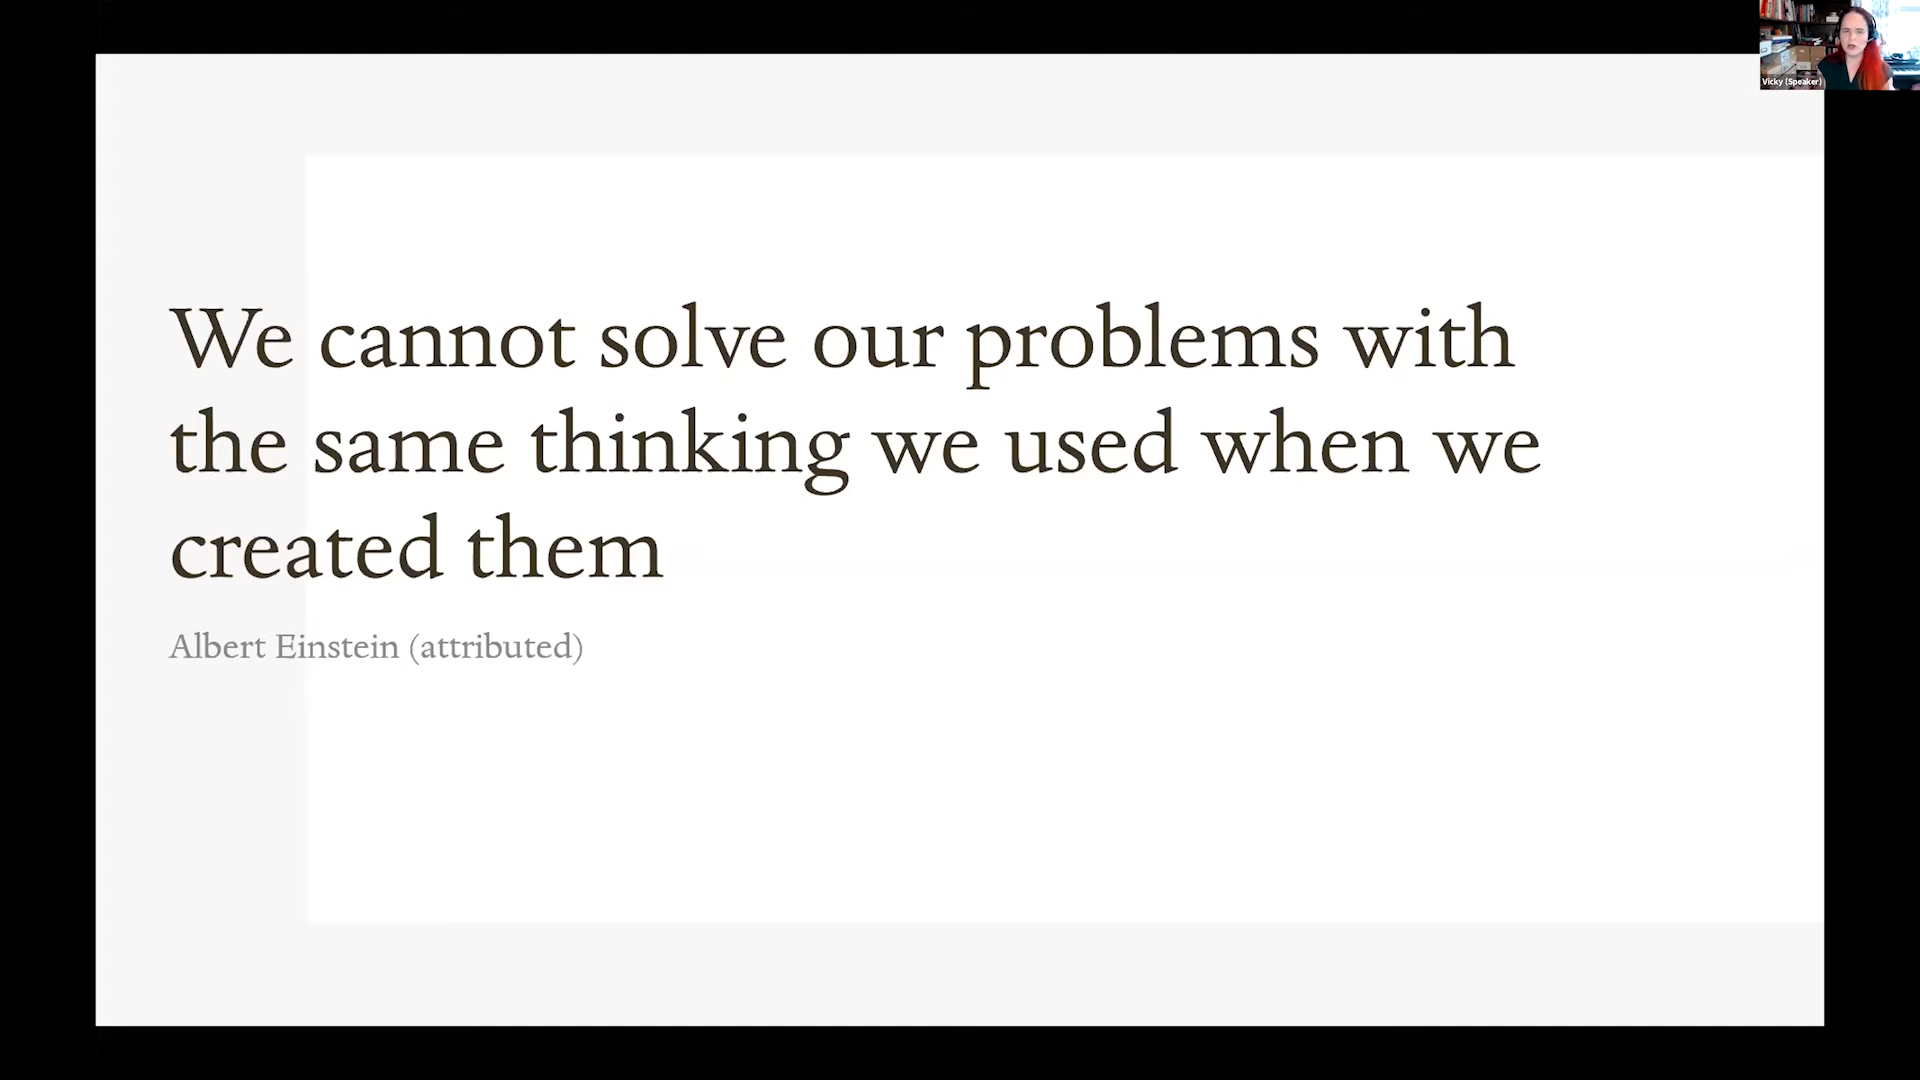 We cannot solve our problems with
the same thinking we used when we
created them
Albert Einstein (attributed)
Vicky (Speaker)